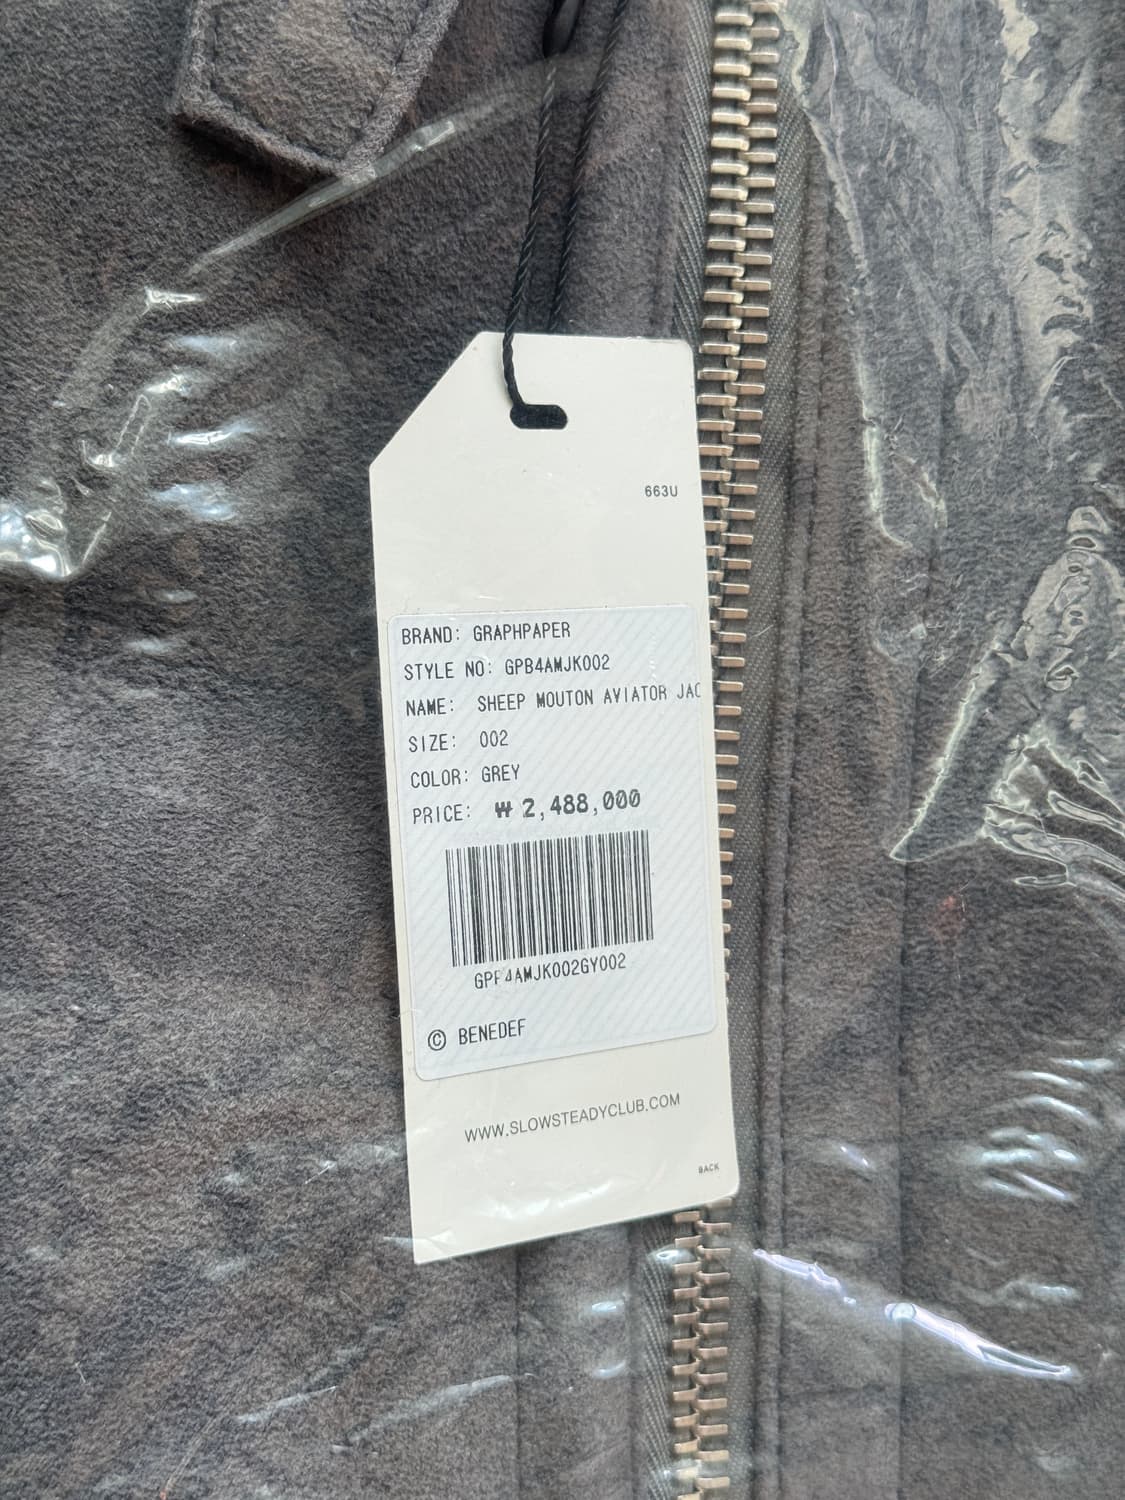 663U
BRAND: GRAPHPAPER
STYLE NO: GPB4AMJK002
NAME: SHEEP MOUTON AVIATOR JAC
SIZE: 002
COLOR: GREY
PRICE: ₩ 2,488,000
GPB4AMJK002GY002
© BENEDEF
WWW.SLOWSTEADYCLUB.COM
BACK